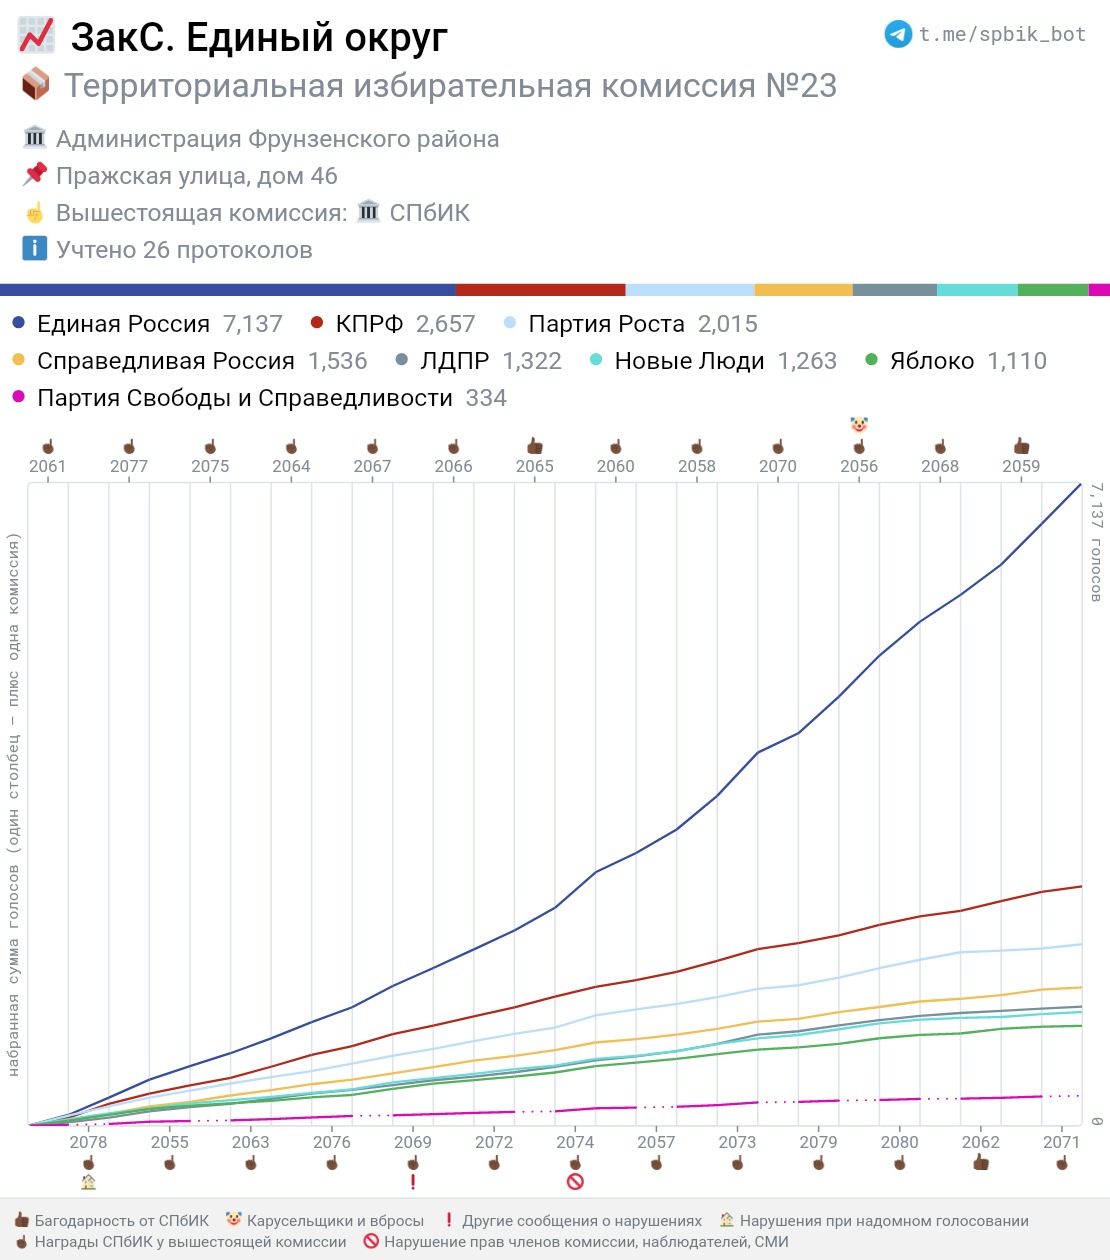 ЗакС. Единый округ
t.me/spbik_bot
Территориальная избирательная комиссия №23
Администрация Фрунзенского района
Пражская улица, дом 46
Вышестоящая комиссия: СПбИК
Учтено 26 протоколов
Единая Россия 7,137 КПРФ 2,657 Партия Роста 2,015
Справедливая Россия 1,536 ЛДПР 1,322 Новые Люди 1,263 Яблоко 1,110
Партия Свободы и Справедливости 334
2061 2077 2075 2064 2067 2066 2065 2060 2058 2070 2056 2068 2059
7,137 голосов
набранная сумма голосов (один столбец – плюс одна комиссия)
0
2078 2055 2063 2076 2069 2072 2074 2057 2073 2079 2080 2062 2071
Багодарность от СПбИК Карусельщики и вбросы Другие сообщения о нарушениях Нарушения при надомном голосовании
Награды СПбИК у вышестоящей комиссии Нарушение прав членов комиссии, наблюдателей, СМИ